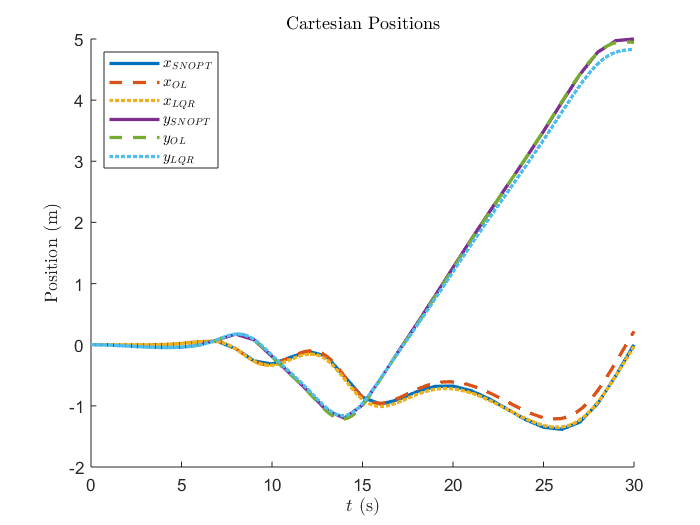 Cartesian Positions
5
4
3
2
1
0
-1
-2
Position (m)
x_SNOPT
x_OL
x_LQR
y_SNOPT
y_OL
y_LQR
0 5 10 15 20 25 30
t (s)